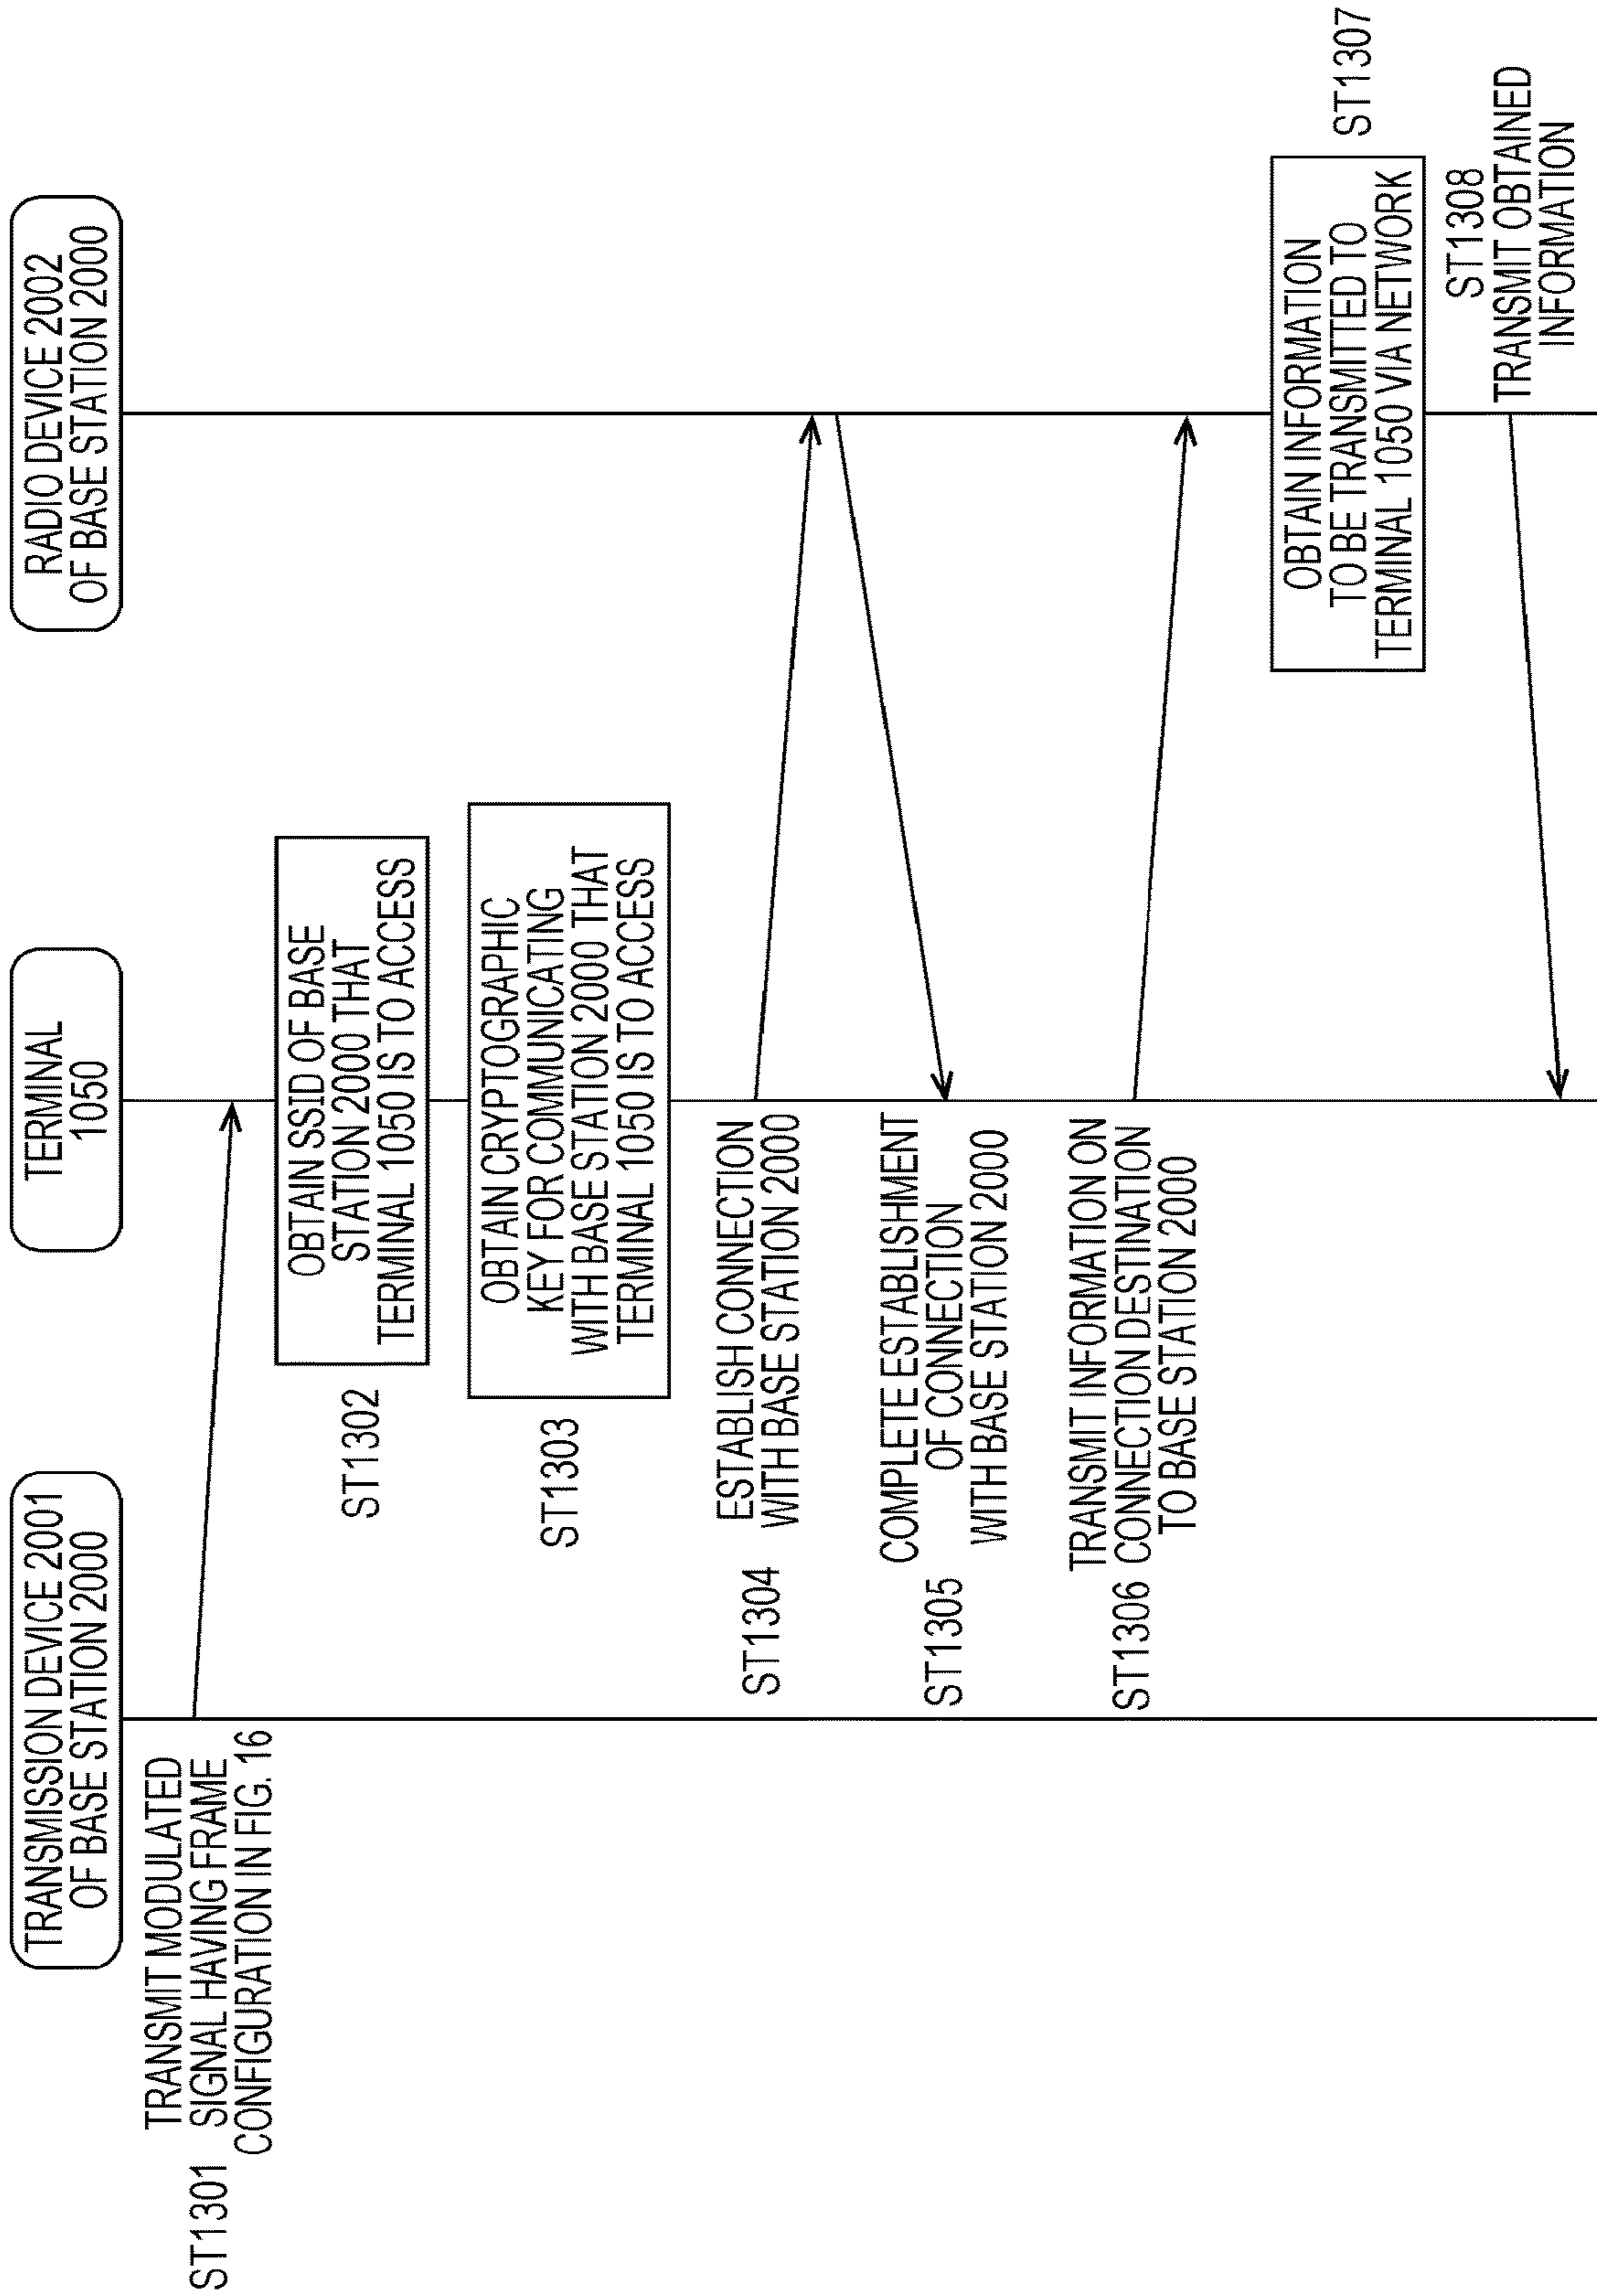 TRANSMISSION DEVICE 2001
OF BASE STATION 2000
TERMINAL
1050
RADIO DEVICE 2002
OF BASE STATION 2000
TRANSMIT MODULATED
ST1301 SIGNAL HAVING FRAME
CONFIGURATION IN FIG. 16
ST1302
OBTAIN SSID OF BASE
STATION 2000 THAT
TERMINAL 1050 IS TO ACCESS
ST1303
OBTAIN CRYPTOGRAPHIC
KEY FOR COMMUNICATING
WITH BASE STATION 2000 THAT
TERMINAL 1050 IS TO ACCESS
ST1304
ESTABLISH CONNECTION
WITH BASE STATION 2000
COMPLETE ESTABLISHMENT
ST1305 OF CONNECTION
WITH BASE STATION 2000
TRANSMIT INFORMATION ON
ST1306 CONNECTION DESTINATION
TO BASE STATION 2000
OBTAIN INFORMATION
TO BE TRANSMITTED TO
TERMINAL 1050 VIA NETWORK
ST1307
ST1308
TRANSMIT OBTAINED
INFORMATION